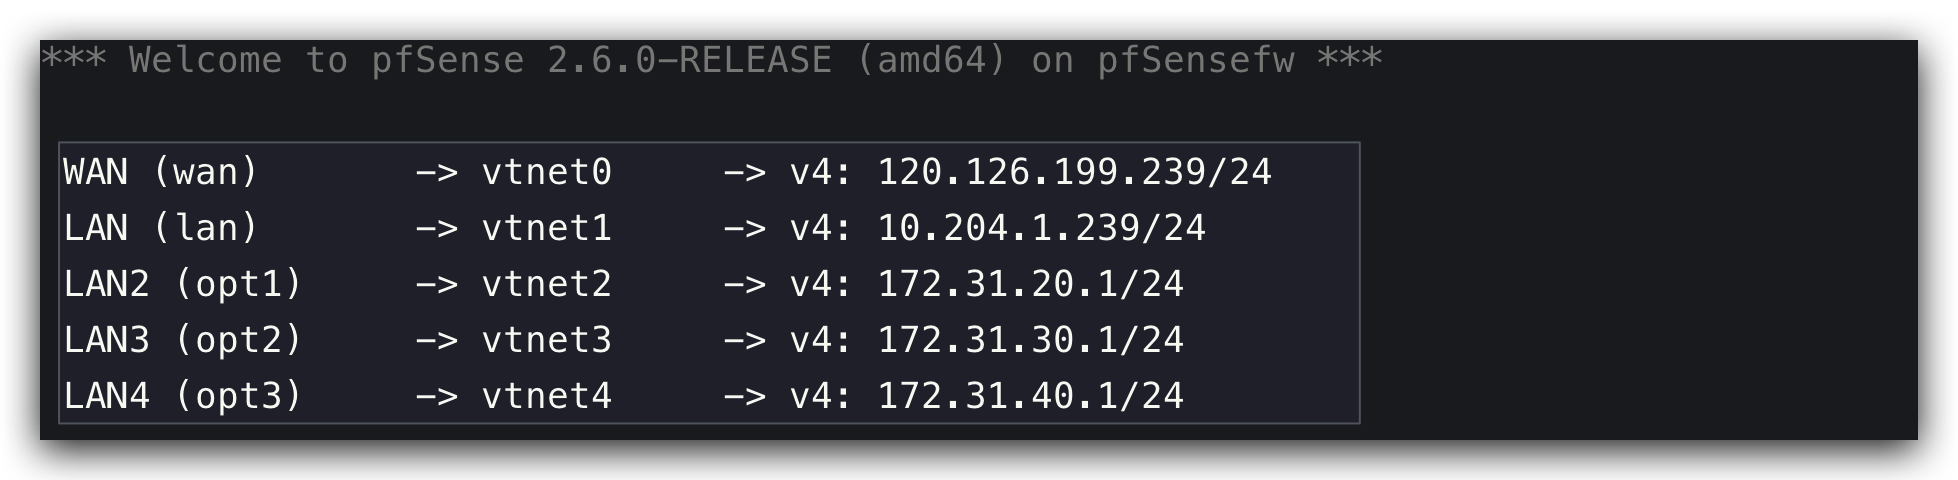 *** Welcome to pfSense 2.6.0-RELEASE (amd64) on pfSensefw ***
WAN (wan)       -> vtnet0     -> v4: 120.126.199.239/24
LAN (lan)       -> vtnet1     -> v4: 10.204.1.239/24
LAN2 (opt1)     -> vtnet2     -> v4: 172.31.20.1/24
LAN3 (opt2)     -> vtnet3     -> v4: 172.31.30.1/24
LAN4 (opt3)     -> vtnet4     -> v4: 172.31.40.1/24